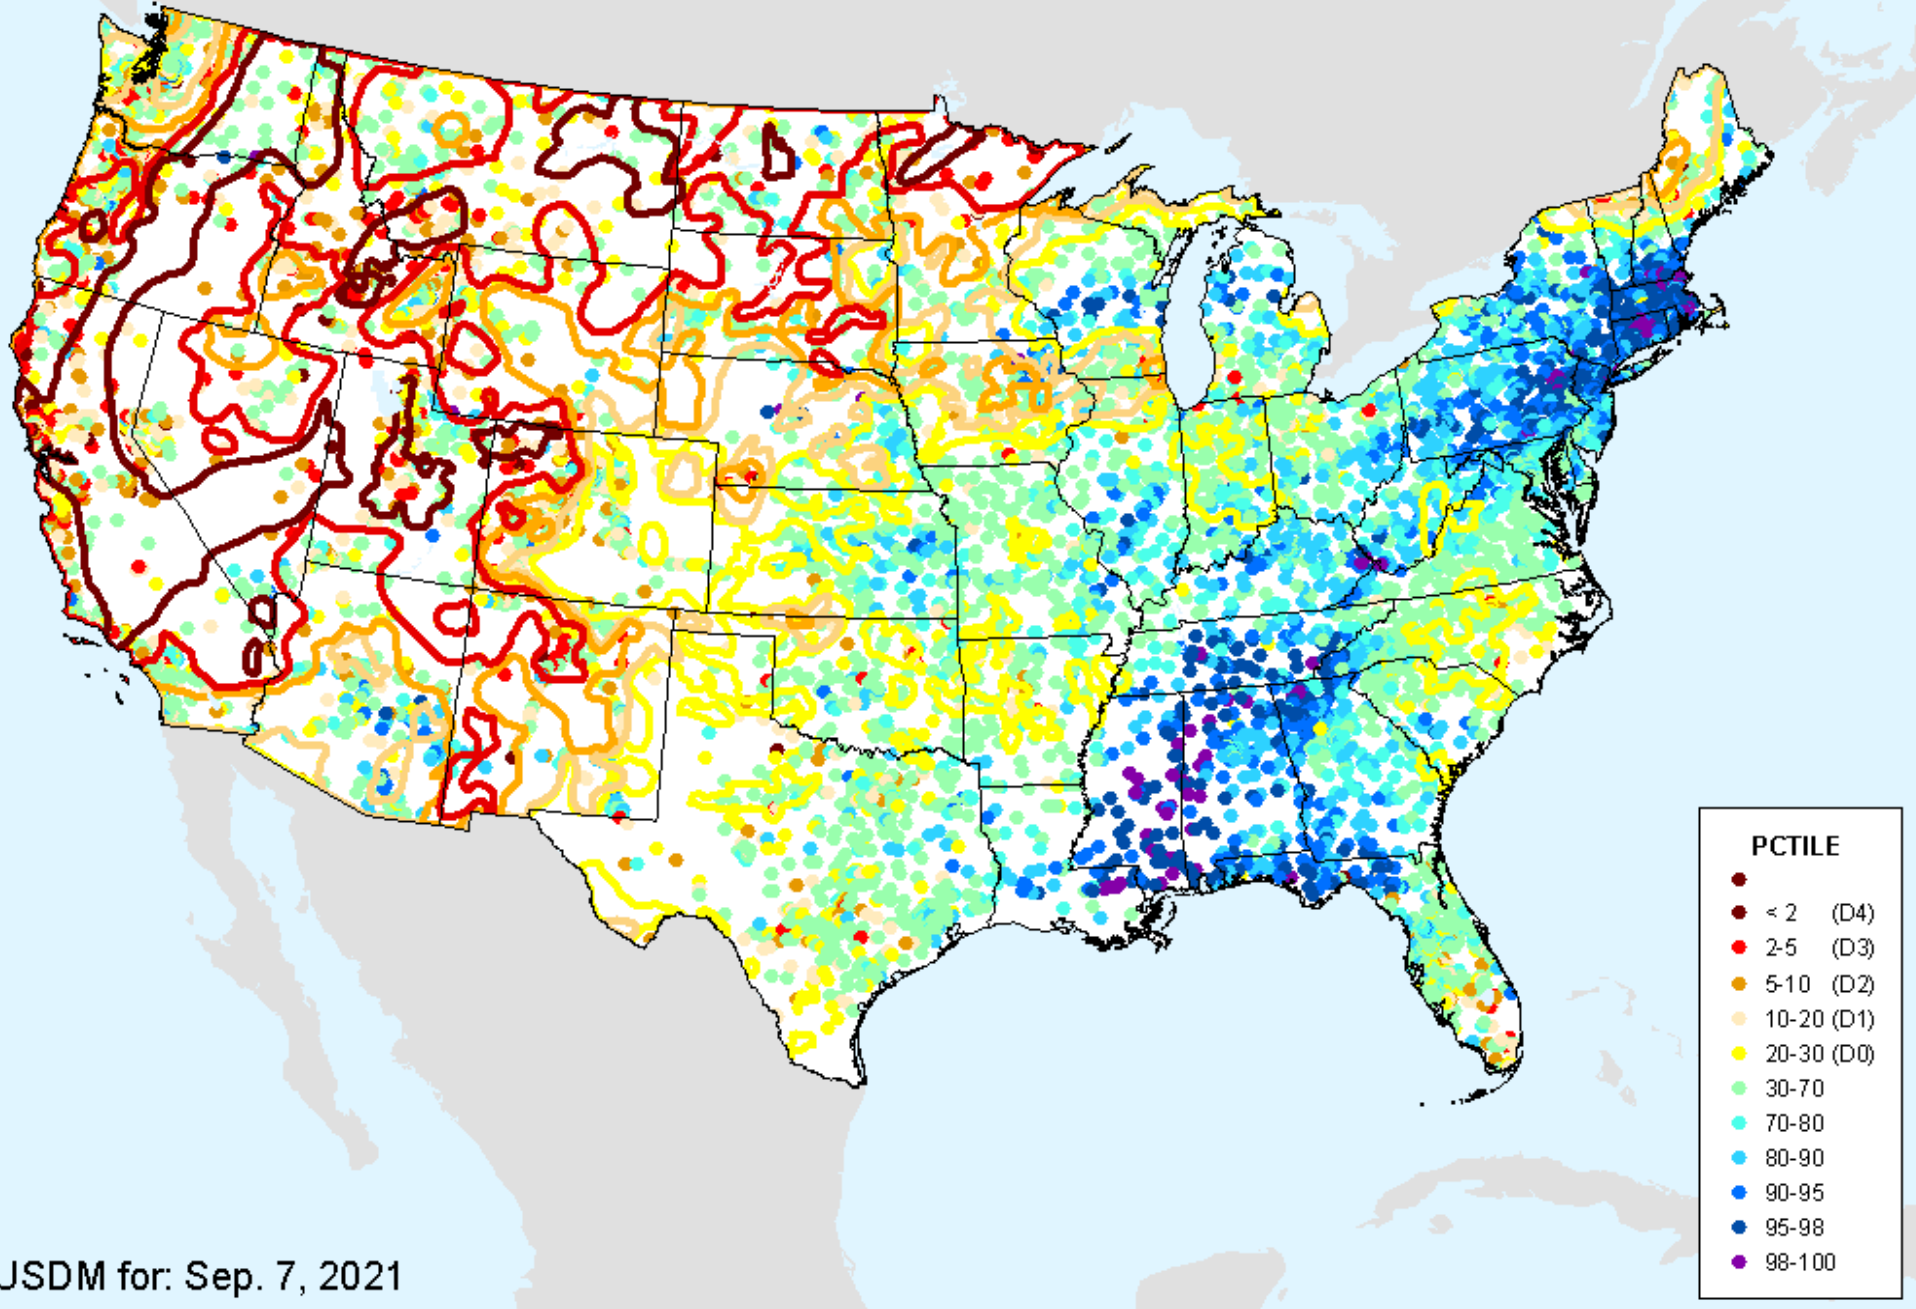 PCTILE
< 2 (D4)
2-5 (D3)
5-10 (D2)
10-20 (D1)
20-30 (D0)
30-70
70-80
80-90
90-95
95-98
98-100
USDM for: Sep. 7, 2021